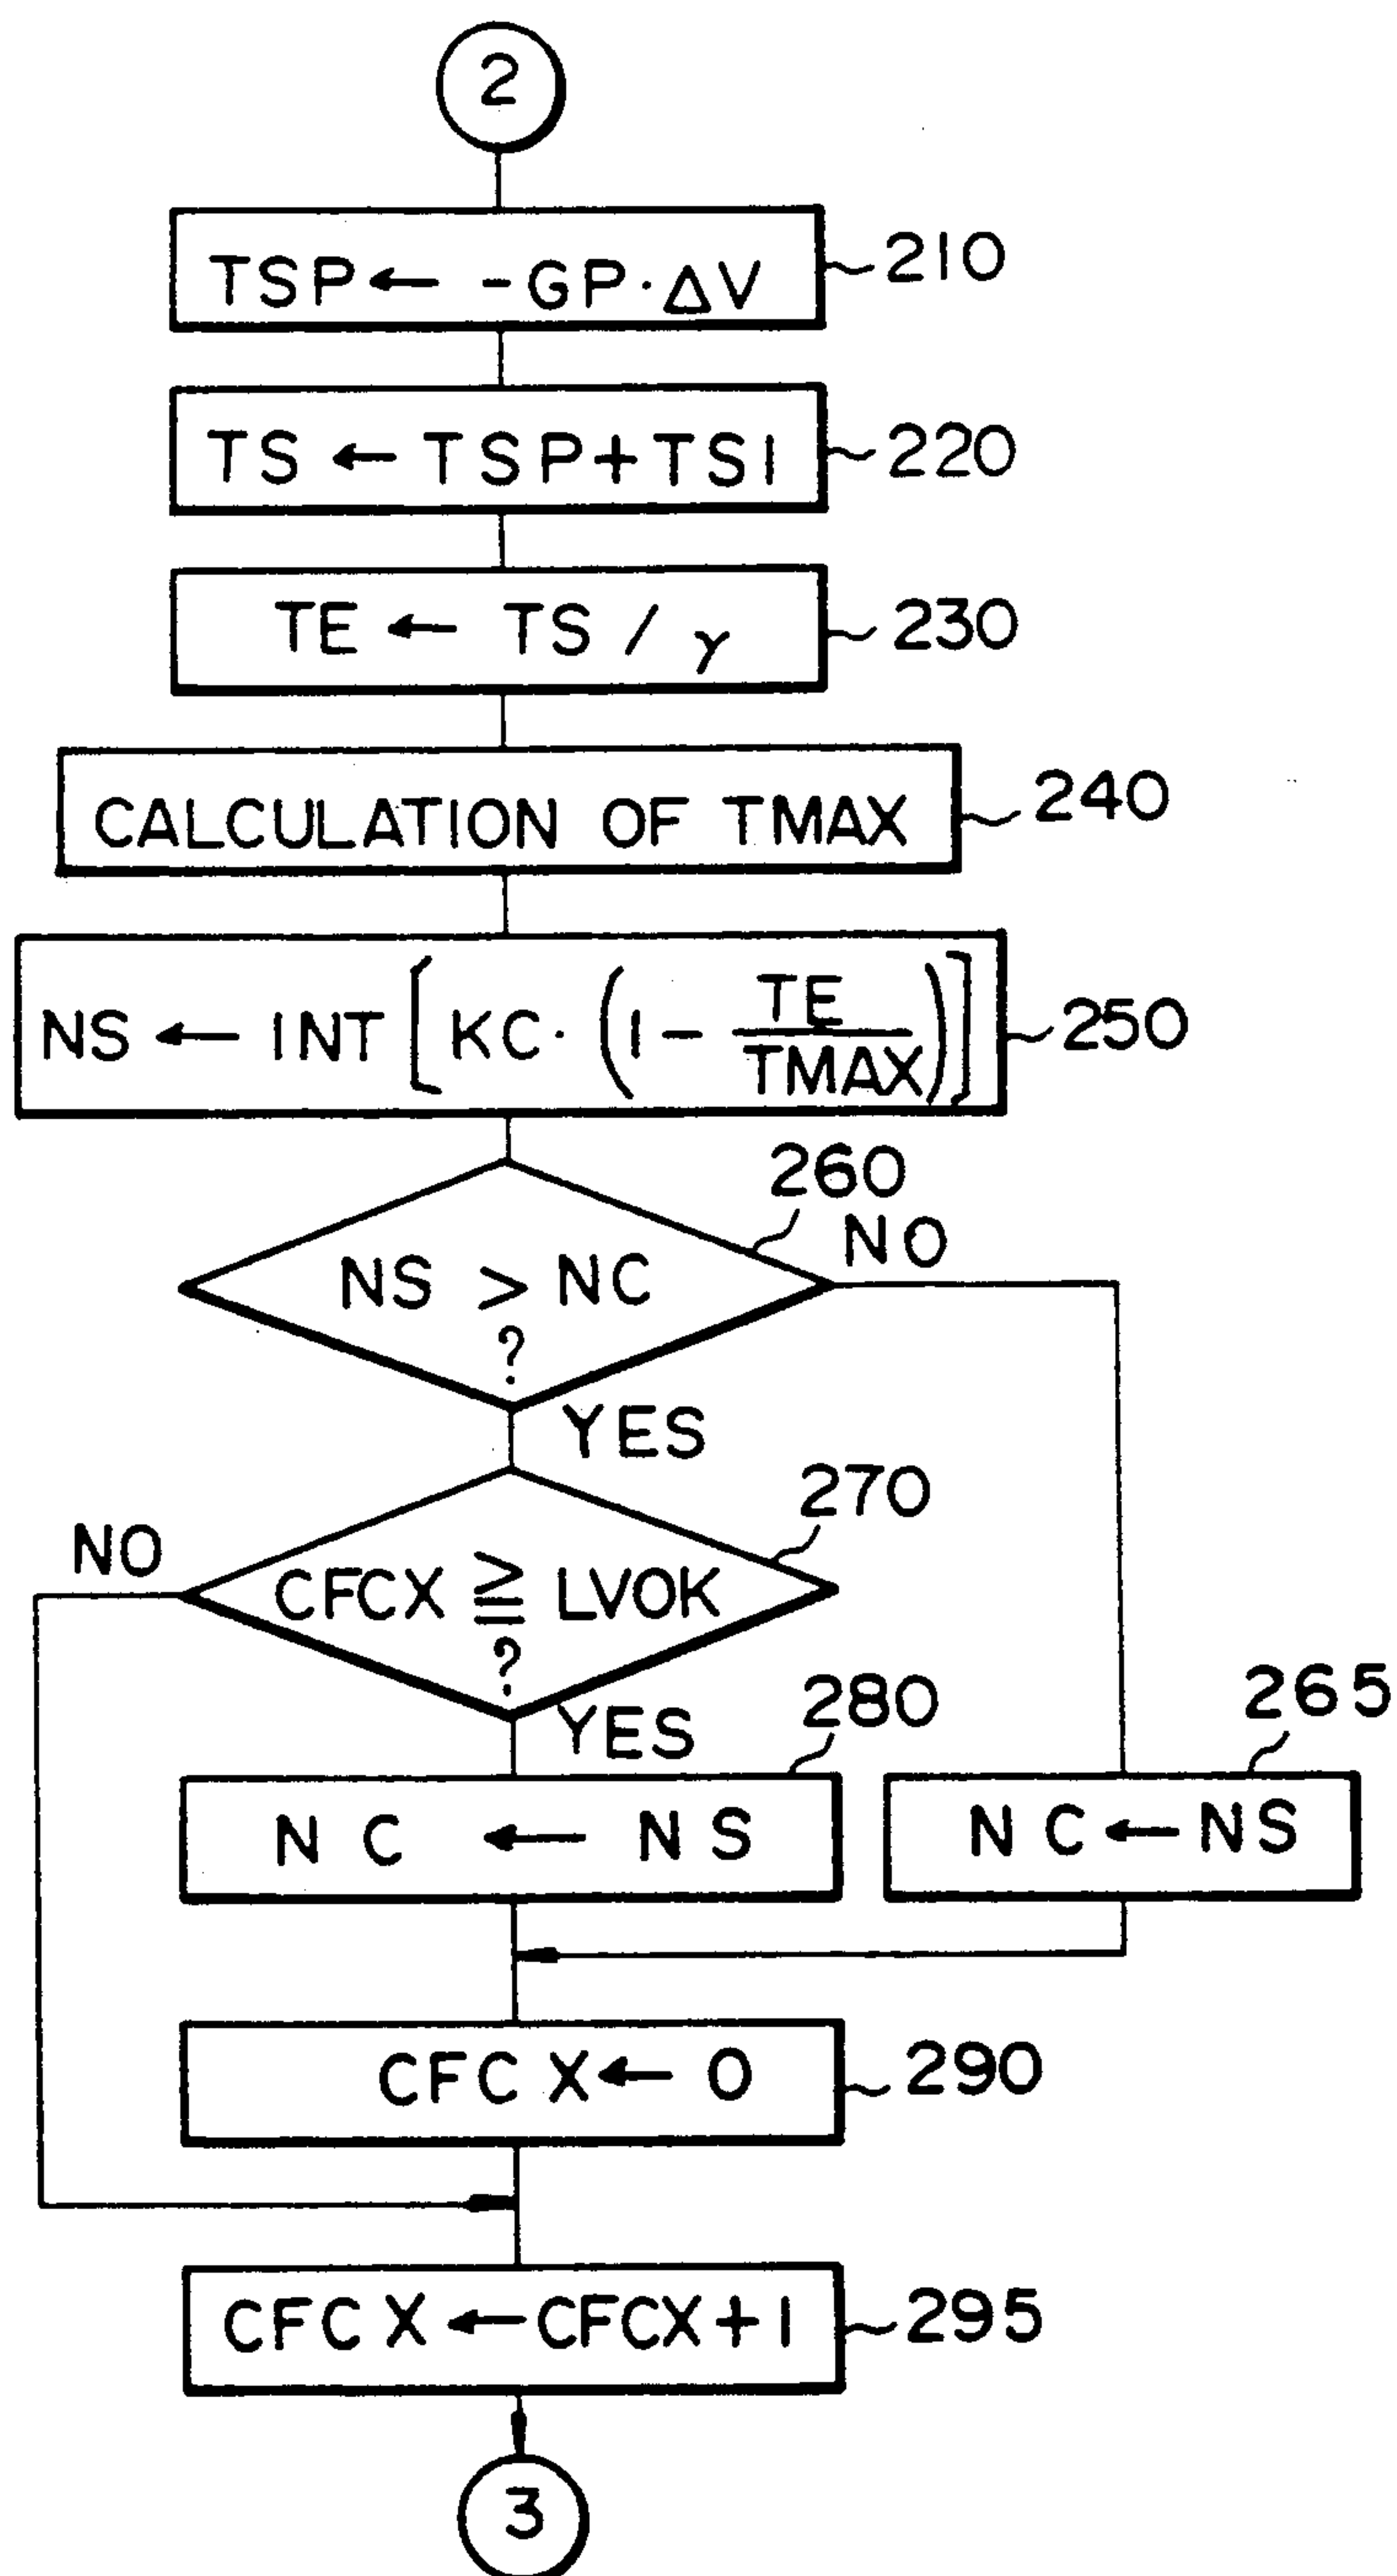 2
TSP ← -GP·ΔV
210
TS ← TSP+TSI
220
TE ← TS / γ
230
CALCULATION OF TMAX
240
NS ← INT [KC· (1 - TE/TMAX)]
250
260
NS > NC
?
NO
YES
270
NO
CFCX ≧ LVOK
?
YES
280
265
NC ← NS
NC ← NS
CFCX ← 0
290
CFCX ← CFCX+1
295
3